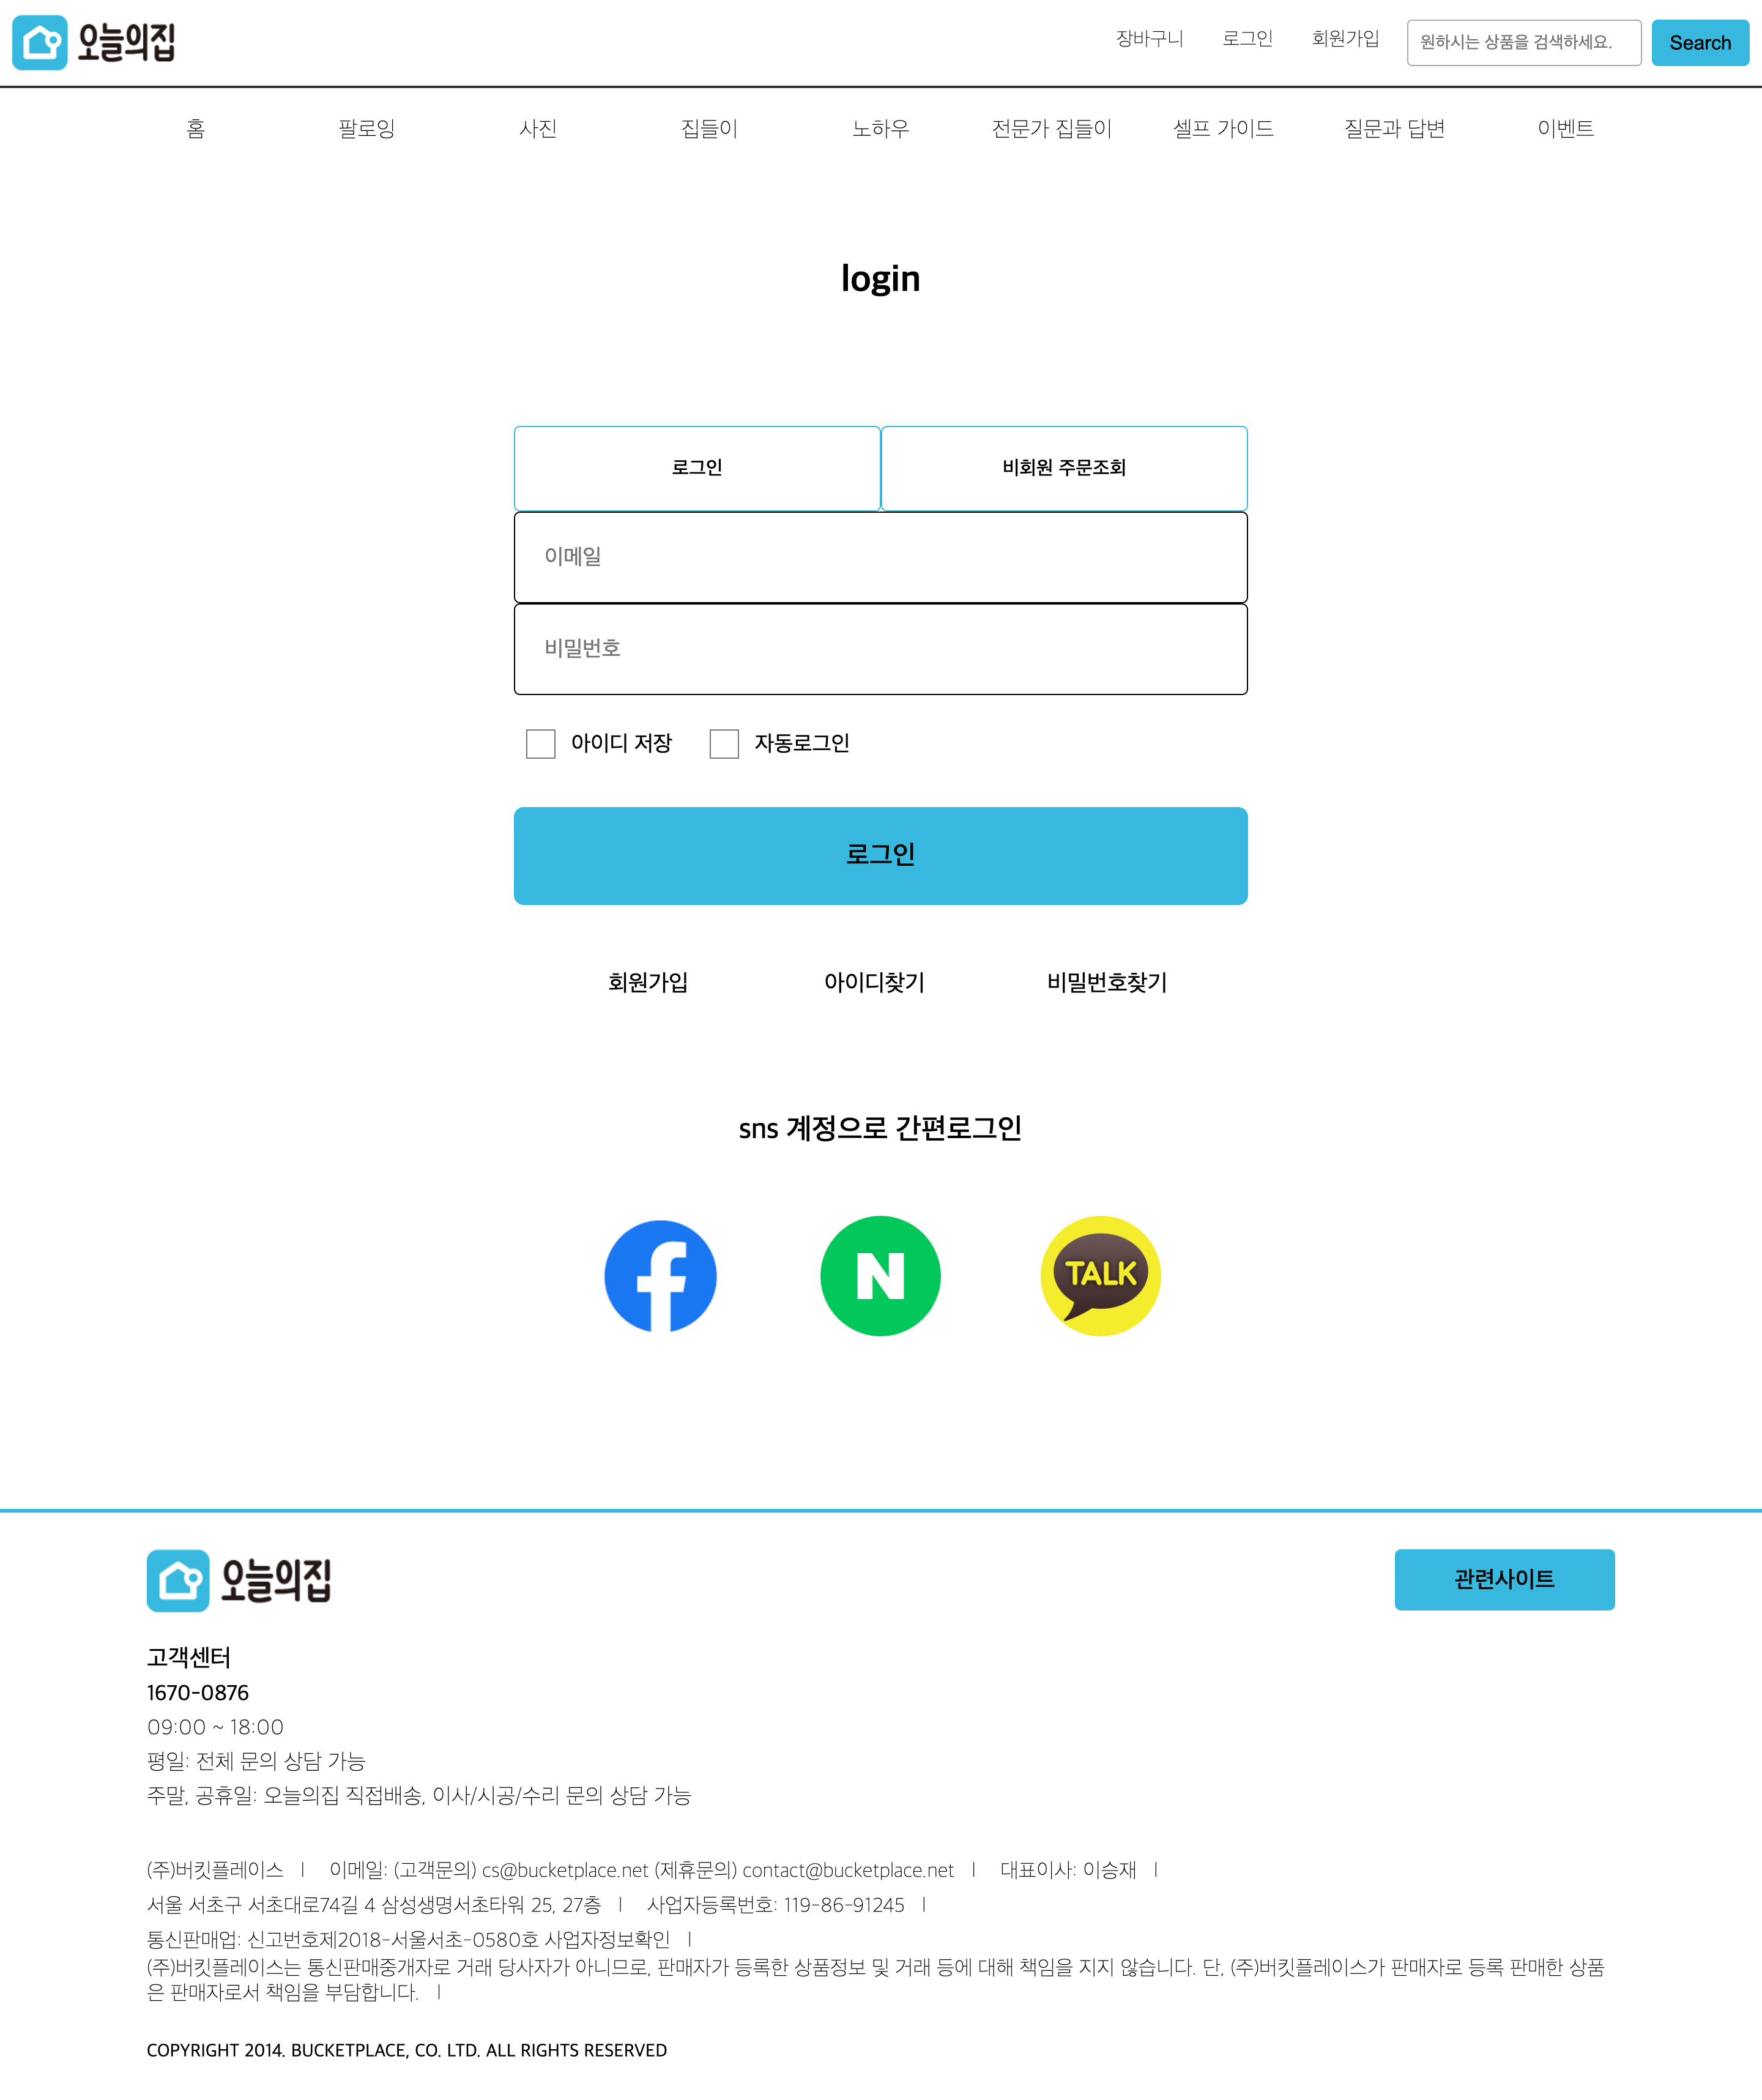 오늘의집
장바구니 로그인 회원가입 원하시는 상품을 검색하세요. Search
홈 팔로잉 사진 집들이 노하우 전문가 집들이 셀프 가이드 질문과 답변 이벤트
login
로그인 비회원 주문조회
이메일
비밀번호
아이디 저장 자동로그인
로그인
회원가입 아이디찾기 비밀번호찾기
sns 계정으로 간편로그인
f N TALK
오늘의집 관련사이트
고객센터
1670-0876
09:00 ~ 18:00
평일: 전체 문의 상담 가능
주말, 공휴일: 오늘의집 직접배송, 이사/시공/수리 문의 상담 가능
(주)버킷플레이스 ㅣ 이메일: (고객문의) cs@bucketplace.net (제휴문의) contact@bucketplace.net ㅣ 대표이사: 이승재 ㅣ
서울 서초구 서초대로74길 4 삼성생명서초타워 25, 27층 ㅣ 사업자등록번호: 119-86-91245 ㅣ
통신판매업: 신고번호제2018-서울서초-0580호 사업자정보확인 ㅣ
(주)버킷플레이스는 통신판매중개자로 거래 당사자가 아니므로, 판매자가 등록한 상품정보 및 거래 등에 대해 책임을 지지 않습니다. 단, (주)버킷플레이스가 판매자로 등록 판매한 상품
은 판매자로서 책임을 부담합니다. ㅣ
COPYRIGHT 2014. BUCKETPLACE, CO. LTD. ALL RIGHTS RESERVED